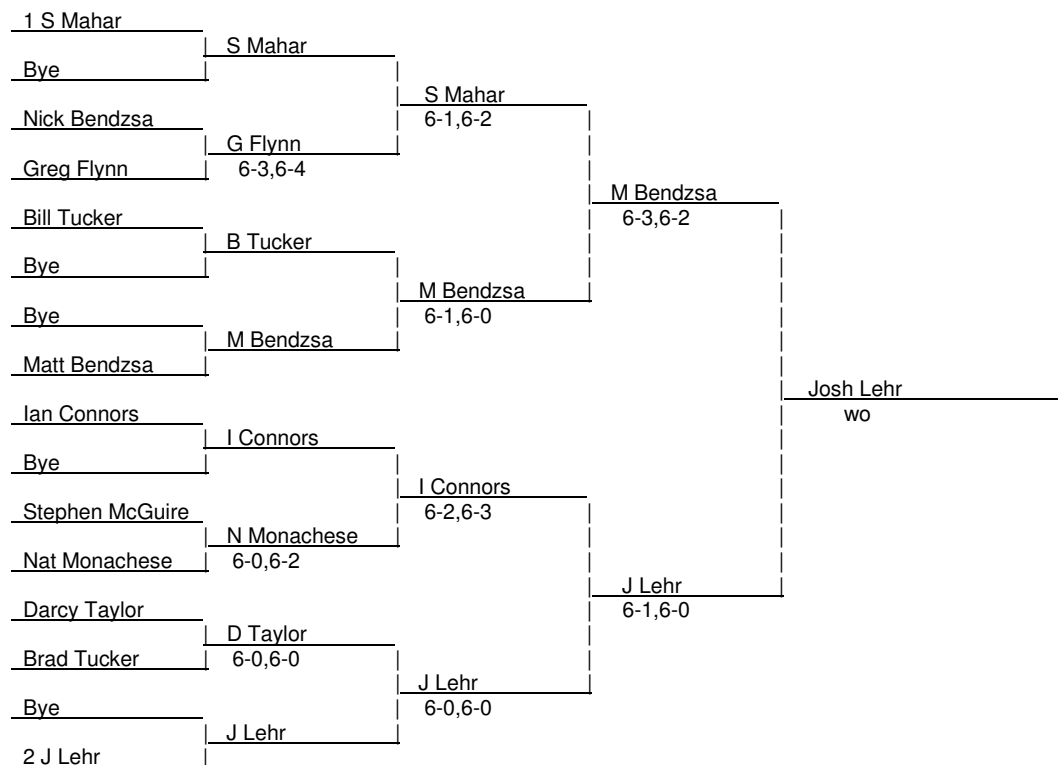 1 S Mahar
S Mahar
Bye
S Mahar
6-1,6-2
Nick Bendzsa
G Flynn
6-3,6-4
Greg Flynn
M Bendzsa
6-3,6-2
Bill Tucker
B Tucker
Bye
M Bendzsa
6-1,6-0
Bye
M Bendzsa
Matt Bendzsa
Josh Lehr
wo
Ian Connors
I Connors
Bye
I Connors
6-2,6-3
Stephen McGuire
N Monachese
6-0,6-2
Nat Monachese
J Lehr
6-1,6-0
Darcy Taylor
D Taylor
6-0,6-0
Brad Tucker
J Lehr
6-0,6-0
Bye
J Lehr
2 J Lehr